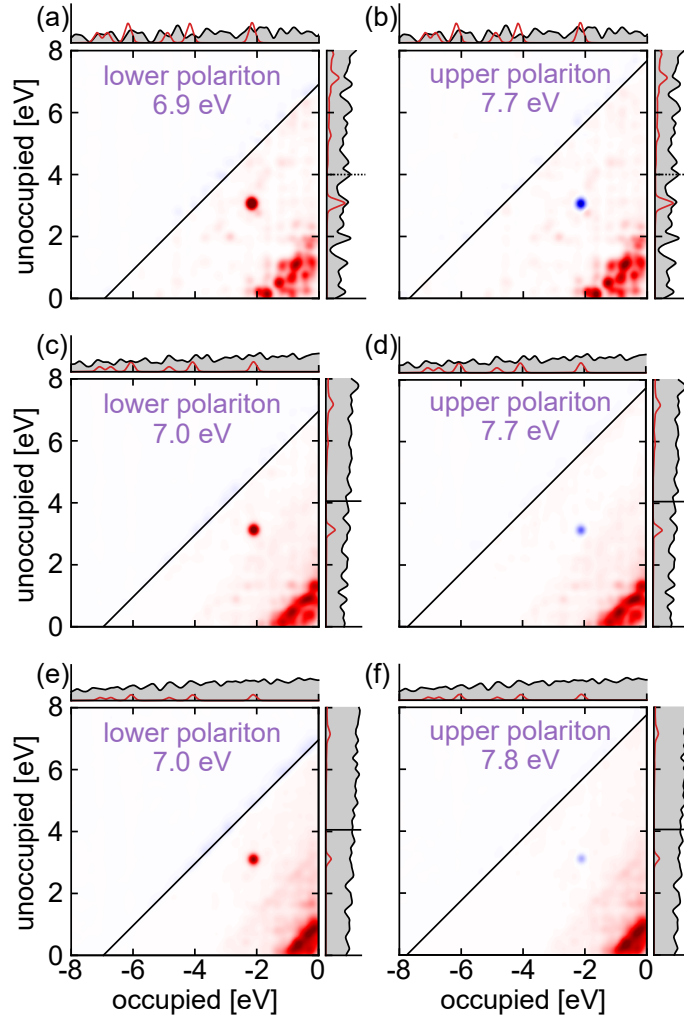 (a)
lower polariton
6.9 eV
8
6
4
2
0
unoccupied [eV]
(b)
upper polariton
7.7 eV
(c)
lower polariton
7.0 eV
8
6
4
2
0
unoccupied [eV]
(d)
upper polariton
7.7 eV
(e)
lower polariton
7.0 eV
8
6
4
2
0
unoccupied [eV]
-8 -6 -4 -2 0
occupied [eV]
(f)
upper polariton
7.8 eV
-8 -6 -4 -2 0
occupied [eV]